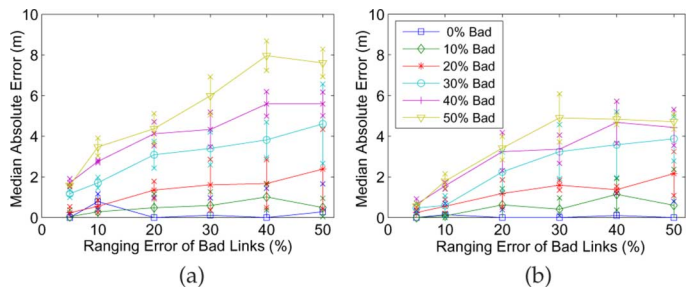 10
8
6
4
2
0
Median Absolute Error (m)
0 10 20 30 40 50
Ranging Error of Bad Links (%)
(a)
10
8
6
4
2
0
Median Absolute Error (m)
0% Bad
10% Bad
20% Bad
30% Bad
40% Bad
50% Bad
0 10 20 30 40 50
Ranging Error of Bad Links (%)
(b)